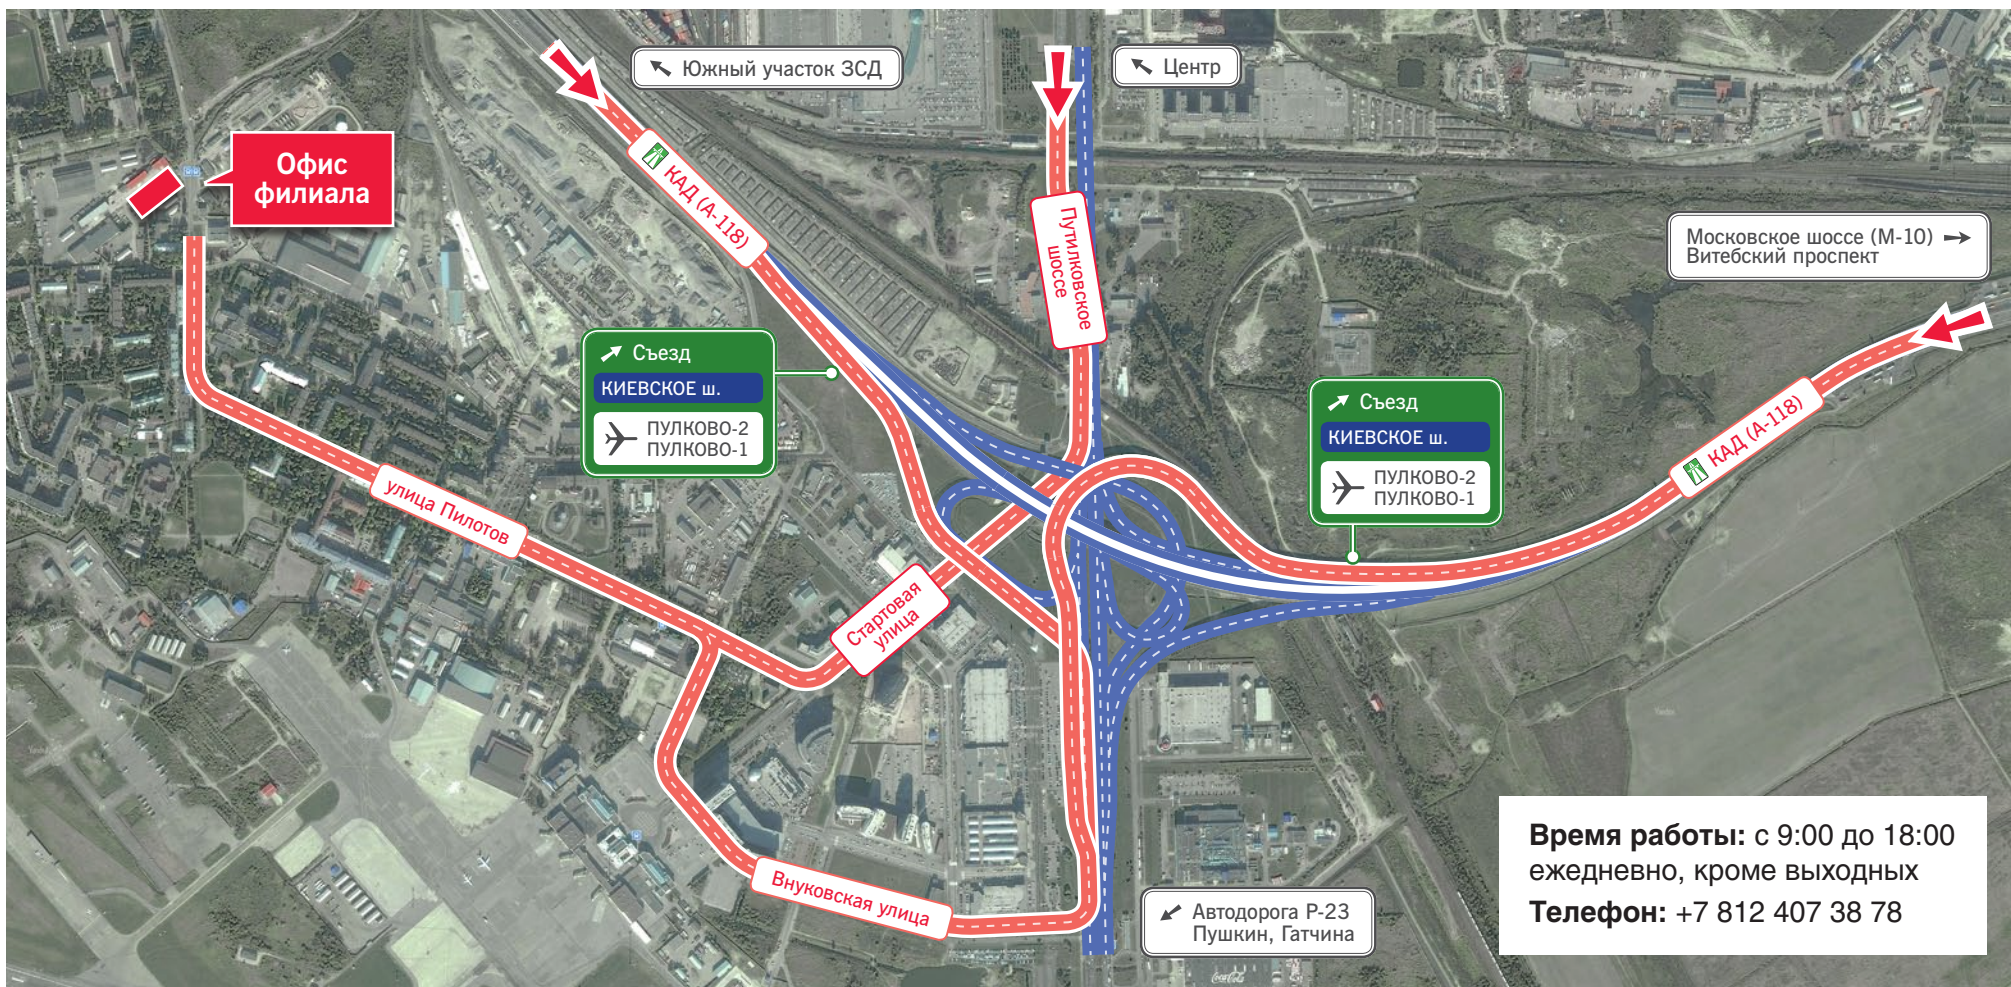 Южный участок ЗСД
Центр
Офис
филиала
КАД (А-118)
Путилковское
шоссе
Московское шоссе (М-10)
Витебский проспект
Съезд
КИЕВСКОЕ ш.
ПУЛКОВО-2
ПУЛКОВО-1
Съезд
КИЕВСКОЕ ш.
ПУЛКОВО-2
ПУЛКОВО-1
КАД (А-118)
улица Пилотов
Стартовая
улица
Внуковская улица
Автодорога Р-23
Пушкин, Гатчина
Время работы: с 9:00 до 18:00
ежедневно, кроме выходных
Телефон: +7 812 407 38 78
Coca-Cola